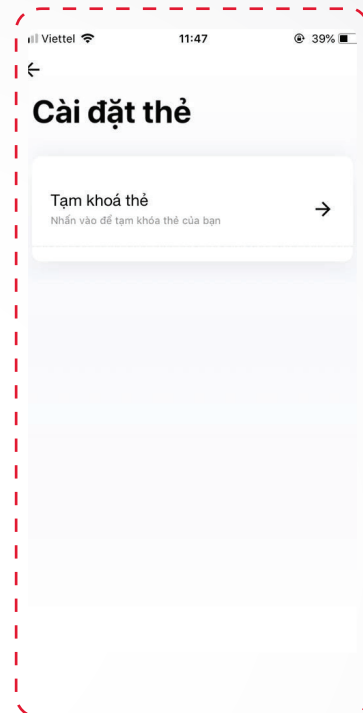 Viettel 11:47 39%
Cài đặt thẻ
Tạm khoá thẻ
Nhấn vào để tạm khóa thẻ của bạn